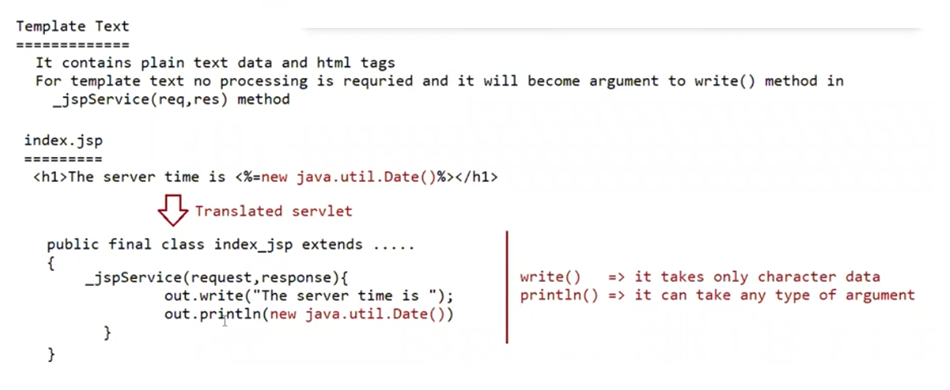 Template Text
=============
It contains plain text data and html tags
For template text no processing is requried and it will become argument to write() method in
_jspService(req,res) method
index.jsp
=========
<h1>The server time is <%=new java.util.Date()%></h1>
Translated servlet
public final class index_jsp extends .....
{
_jspService(request,response){
out.write("The server time is ");
out.println(new java.util.Date())
}
}
write() => it takes only character data
println() => it can take any type of argument